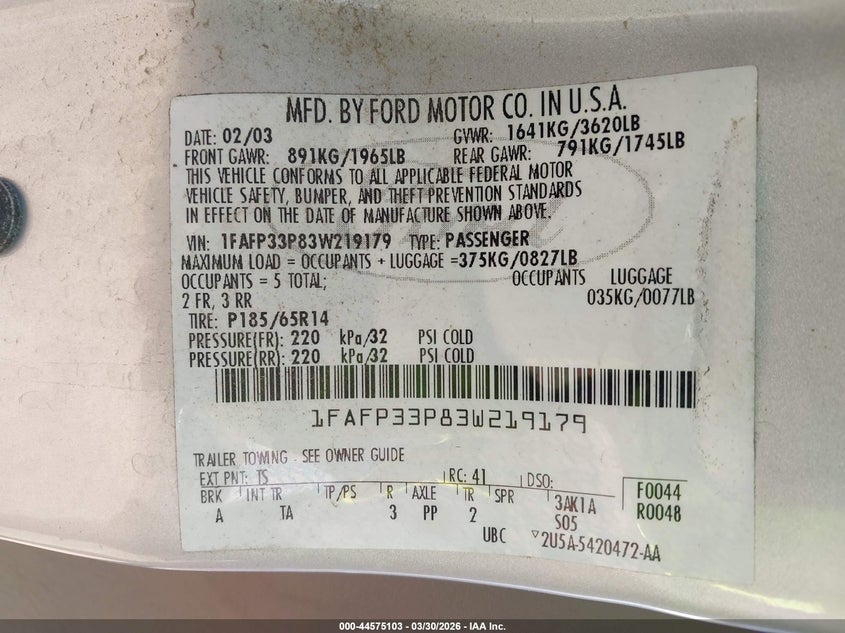 MFD. BY FORD MOTOR CO. IN U.S.A.
DATE: 02/03 GVWR: 1641KG/3620LB
FRONT GAWR: 891KG/1965LB REAR GAWR: 791KG/1745LB
THIS VEHICLE CONFORMS TO ALL APPLICABLE FEDERAL MOTOR
VEHICLE SAFETY, BUMPER, AND THEFT PREVENTION STANDARDS
IN EFFECT ON THE DATE OF MANUFACTURE SHOWN ABOVE.
VIN: 1FAFP33P83W219179 TYPE: PASSENGER
MAXIMUM LOAD = OCCUPANTS + LUGGAGE =375KG/0827LB
OCCUPANTS = 5 TOTAL; OCCUPANTS LUGGAGE
2 FR, 3 RR 035KG/0077LB
TIRE: P185/65R14
PRESSURE(FR): 220 kPa/32 PSI COLD
PRESSURE(RR): 220 kPa/32 PSI COLD
1FAFP33P83W219179
TRAILER TOWING - SEE OWNER GUIDE
EXT PNT: TS RC: 41 DSO: F0044
BRK INT TR TP/PS R AXLE TR SPR 3AK1A R0048
A TA 3 PP 2 S05
UBC 2U5A-5420472-AA
000-44575103 - 03/30/2026 - IAA Inc.